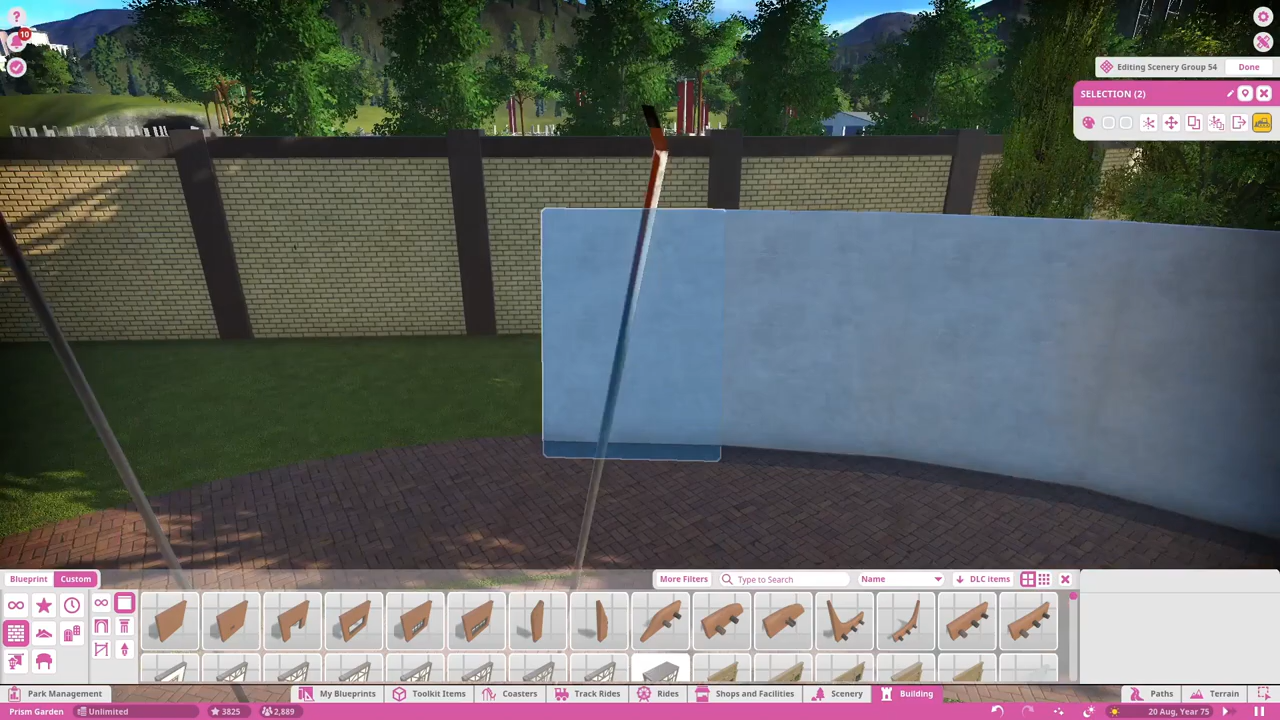 ?
10
Editing Scenery Group 54
Done
SELECTION (2)
Blueprint
Custom
More Filters
Type to Search
Name
DLC items
Park Management
My Blueprints
Toolkit Items
Coasters
Track Rides
Rides
Shops and Facilities
Scenery
Building
Paths
Terrain
Prism Garden
Unlimited
3825
2,889
20 Aug, Year 75